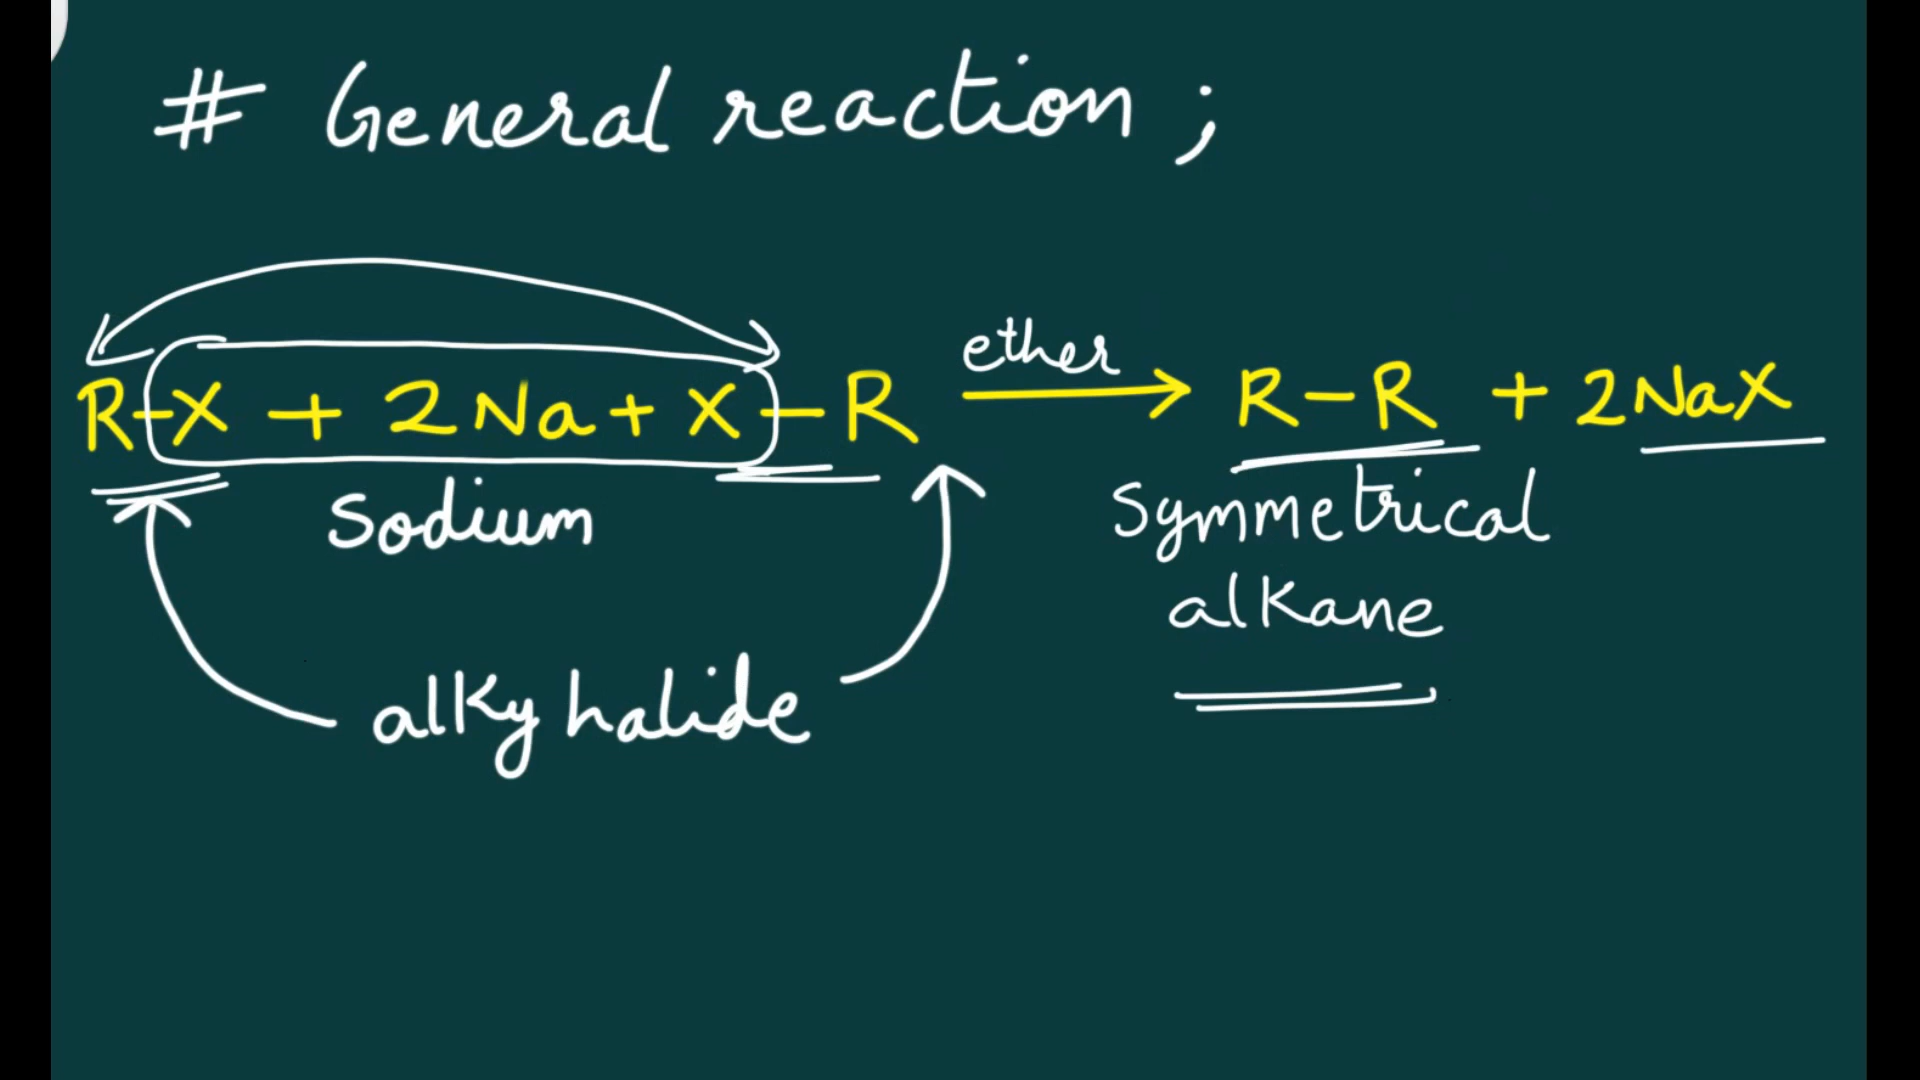 # General reaction ;
ether
R-X + 2Na + X-R → R-R + 2NaX
Sodium
Symmetrical
alkane
alky halide